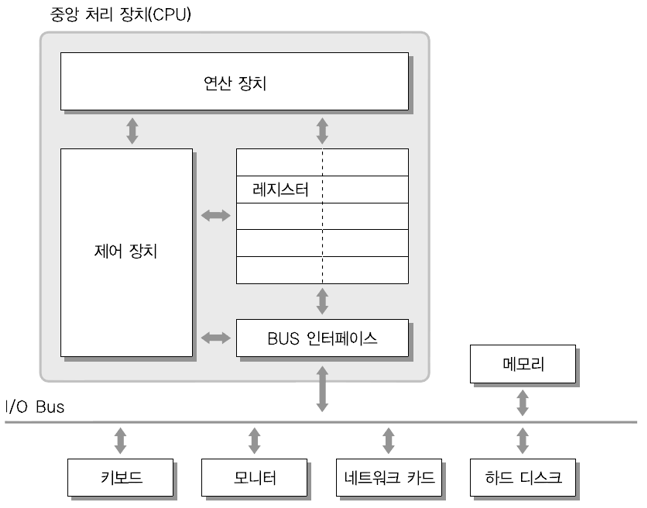 중앙 처리 장치(CPU)
연산 장치
레지스터
제어 장치
BUS 인터페이스
메모리
I/O Bus
키보드
모니터
네트워크 카드
하드 디스크